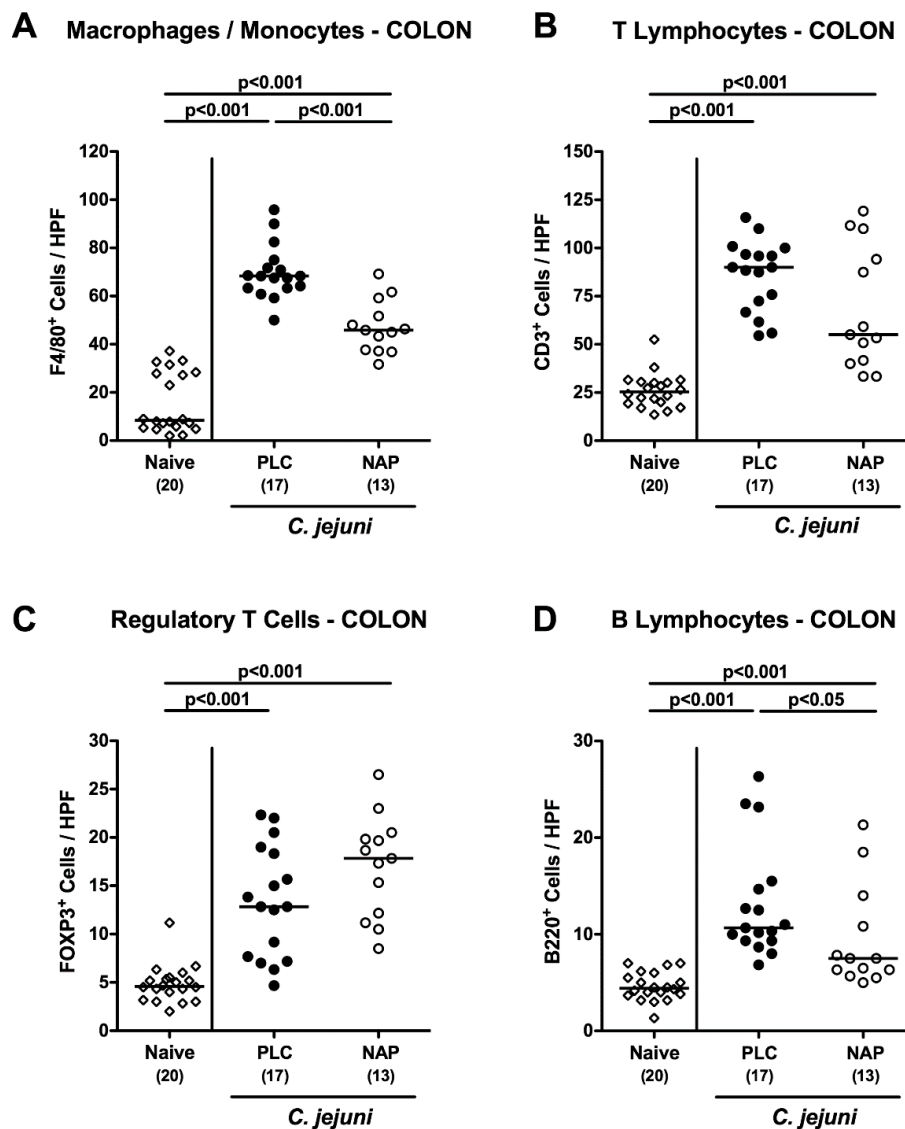 A Macrophages / Monocytes - COLON
p<0.001
p<0.001 p<0.001
F4/80+ Cells / HPF
120
100
80
60
40
20
0
Naive PLC NAP
(20) (17) (13)
C. jejuni
B T Lymphocytes - COLON
p<0.001
p<0.001
CD3+ Cells / HPF
150
125
100
75
50
25
0
Naive PLC NAP
(20) (17) (13)
C. jejuni
C Regulatory T Cells - COLON
p<0.001
p<0.001
FOXP3+ Cells / HPF
30
25
20
15
10
5
0
Naive PLC NAP
(20) (17) (13)
C. jejuni
D B Lymphocytes - COLON
p<0.001
p<0.001 p<0.05
B220+ Cells / HPF
30
20
10
0
Naive PLC NAP
(20) (17) (13)
C. jejuni